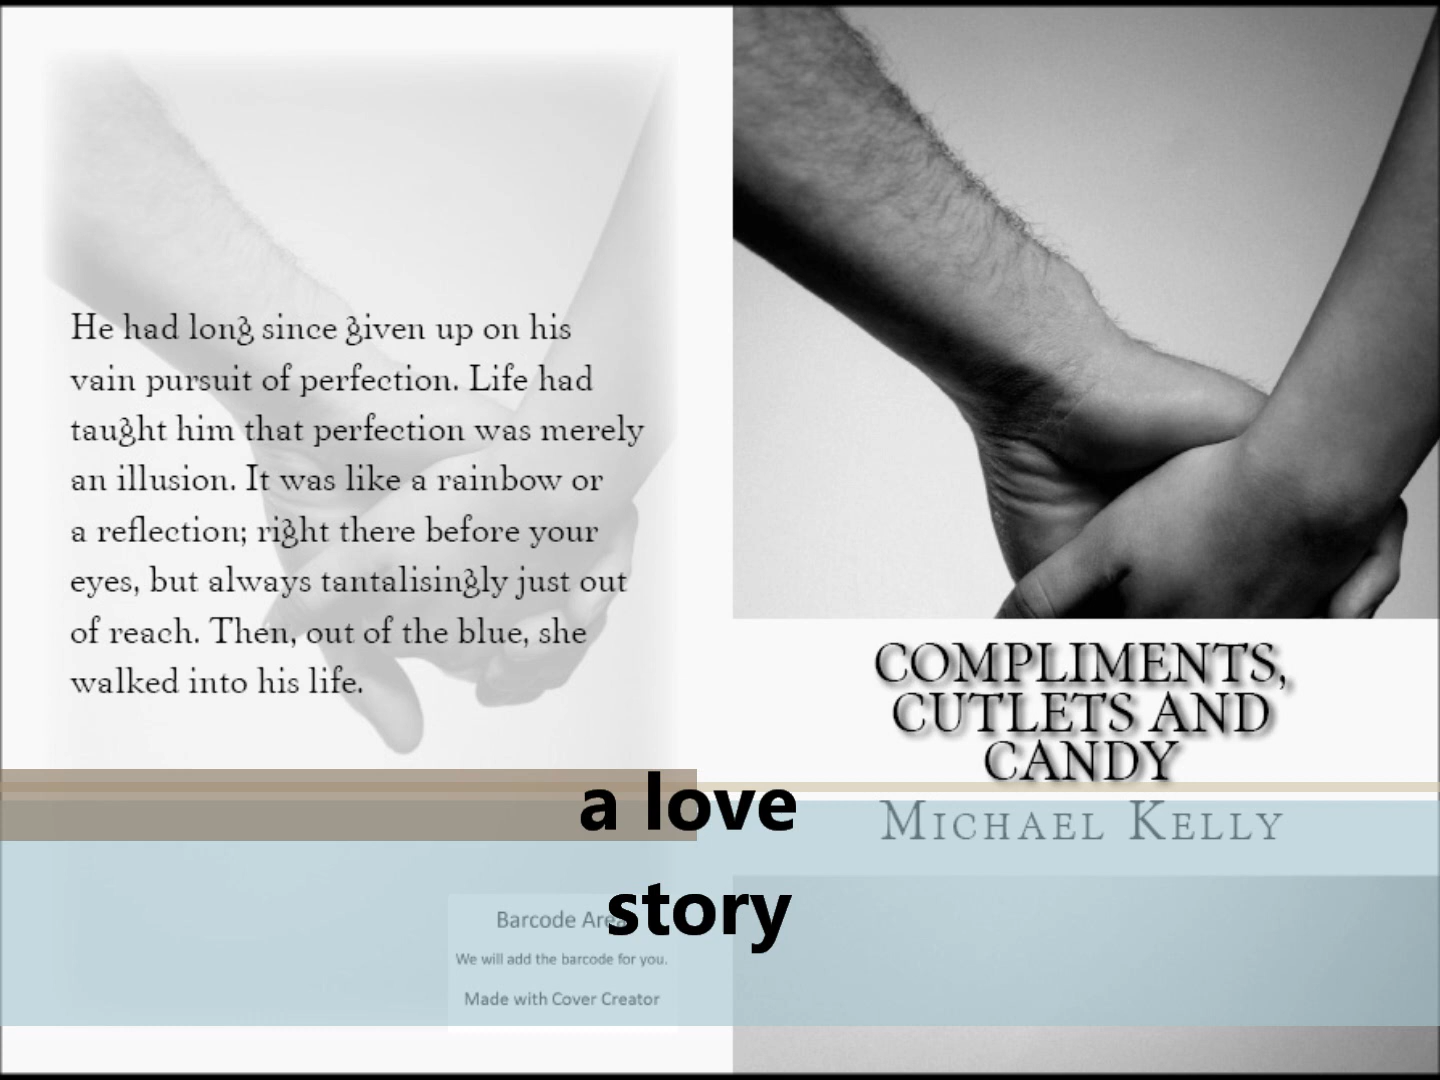 He had long since given up on his
vain pursuit of perfection. Life had
taught him that perfection was merely
an illusion. It was like a rainbow or
a reflection; right there before your
eyes, but always tantalisingly just out
of reach. Then, out of the blue, she
walked into his life.
COMPLIMENTS,
CUTLETS AND
CANDY
MICHAEL KELLY
a love
story
Barcode Area
We will add the barcode for you.
Made with Cover Creator